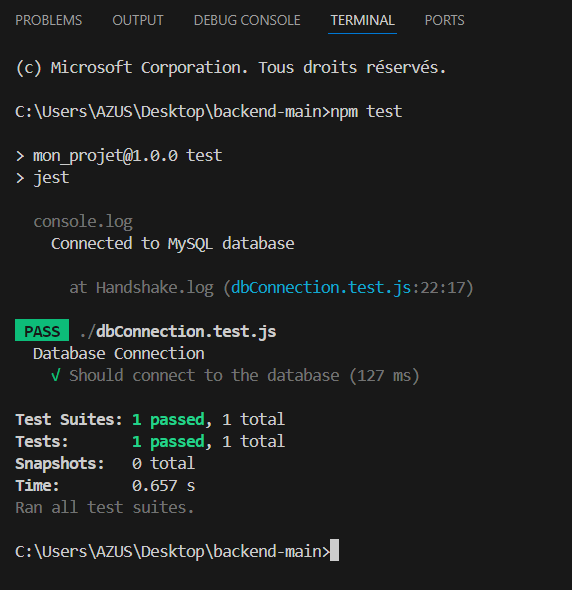 PROBLEMS OUTPUT DEBUG CONSOLE TERMINAL PORTS
(c) Microsoft Corporation. Tous droits réservés.
C:\Users\AZUS\Desktop\backend-main>npm test
> mon_projet@1.0.0 test
> jest
console.log
Connected to MySQL database
at Handshake.log (dbConnection.test.js:22:17)
PASS ./dbConnection.test.js
Database Connection
√ Should connect to the database (127 ms)
Test Suites: 1 passed, 1 total
Tests: 1 passed, 1 total
Snapshots: 0 total
Time: 0.657 s
Ran all test suites.
C:\Users\AZUS\Desktop\backend-main>